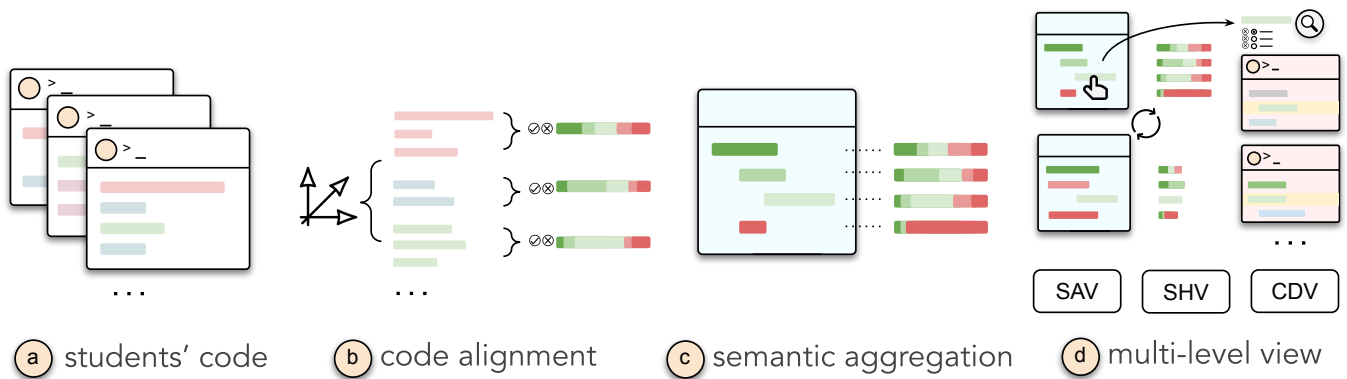 >_
>_
>_
. . .
. . .
>_
>_
. . .
SAV
SHV
CDV
a students' code
b code alignment
c semantic aggregation
d multi-level view